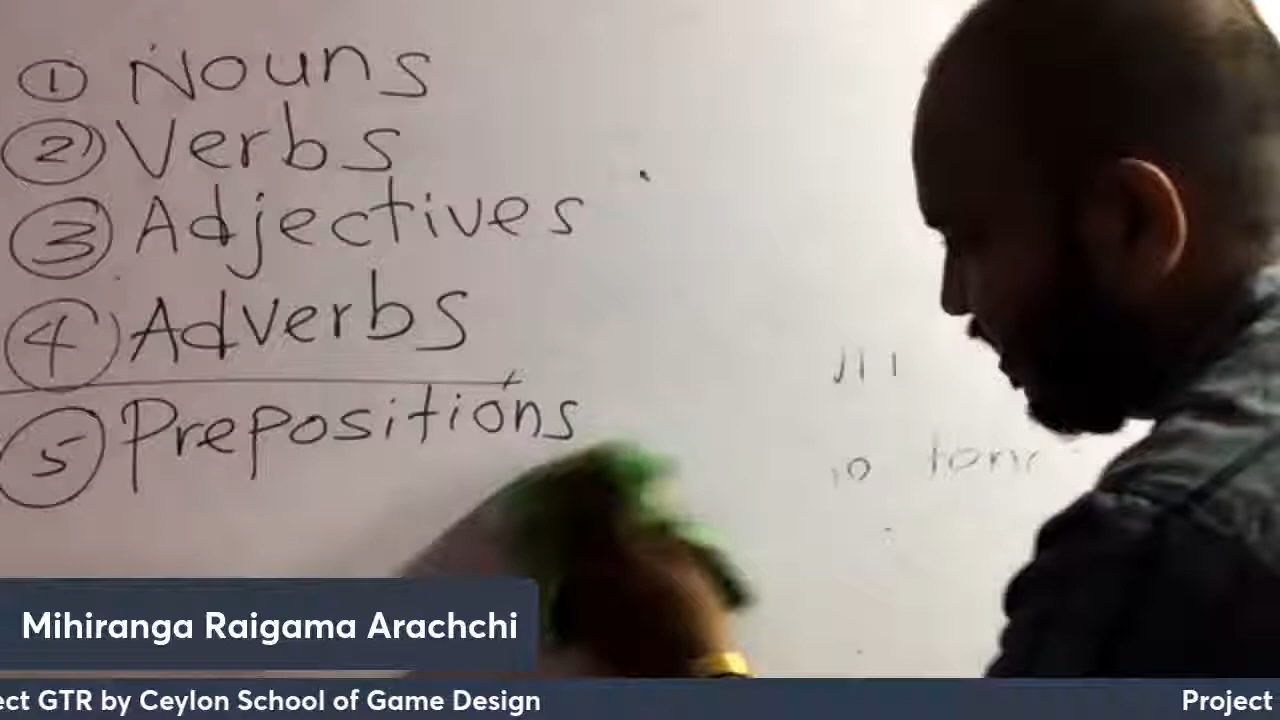 ① Nouns
② Verbs
③ Adjectives
④ Adverbs
⑤ Prepositions
Mihiranga Raigama Arachchi
ect GTR by Ceylon School of Game Design
Project